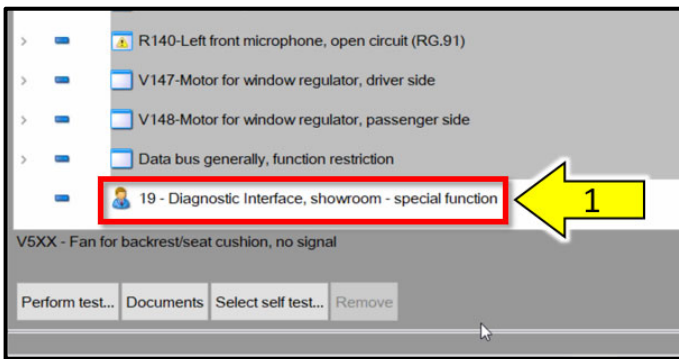 R140-Left front microphone, open circuit (RG.91)
V147-Motor for window regulator, driver side
V148-Motor for window regulator, passenger side
Data bus generally, function restriction
19 - Diagnostic Interface, showroom - special function
1
V5XX - Fan for backrest/seat cushion, no signal
Perform test... Documents Select self test... Remove